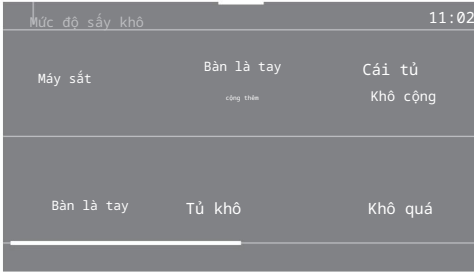 Mức độ sấy khô
11:02
Máy sắt
Bàn là tay
cộng thêm
Cái tủ
Khô cộng
Bàn là tay
Tủ khô
Khô quá